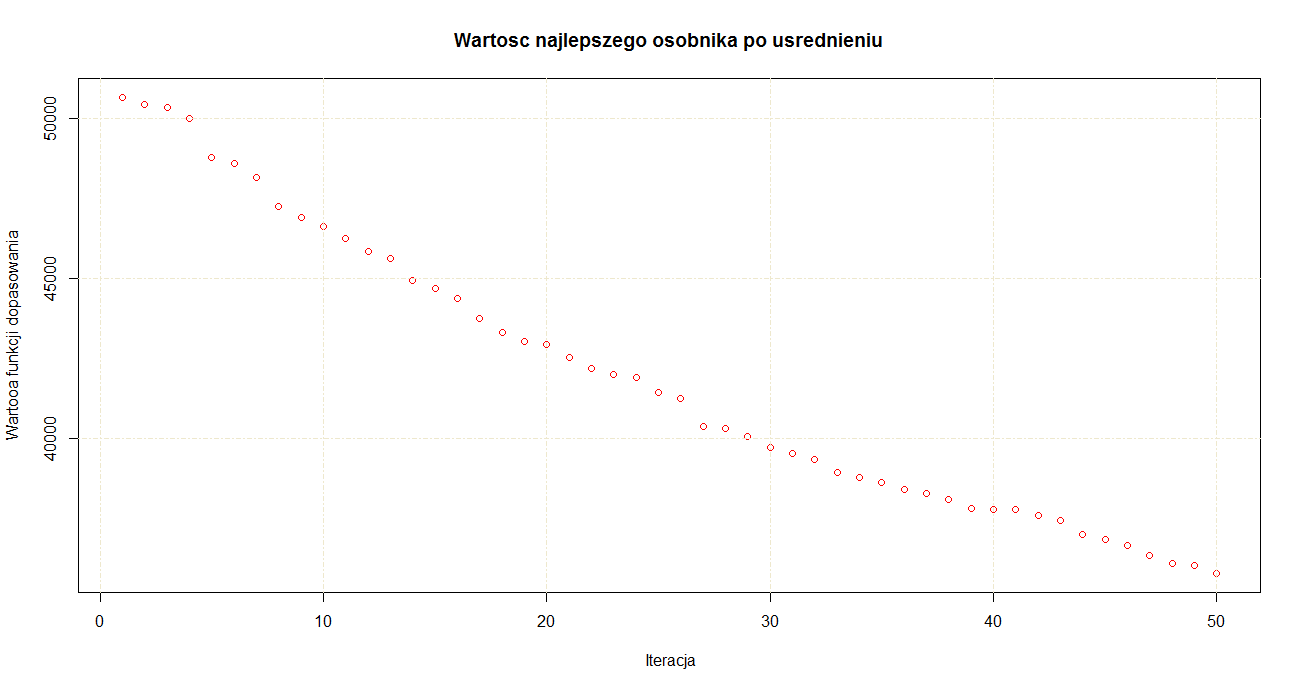 Wartosc najlepszego osobnika po usrednieniu
Wartooa funkcji dopasowania
50000
45000
40000
0 10 20 30 40 50
Iteracja